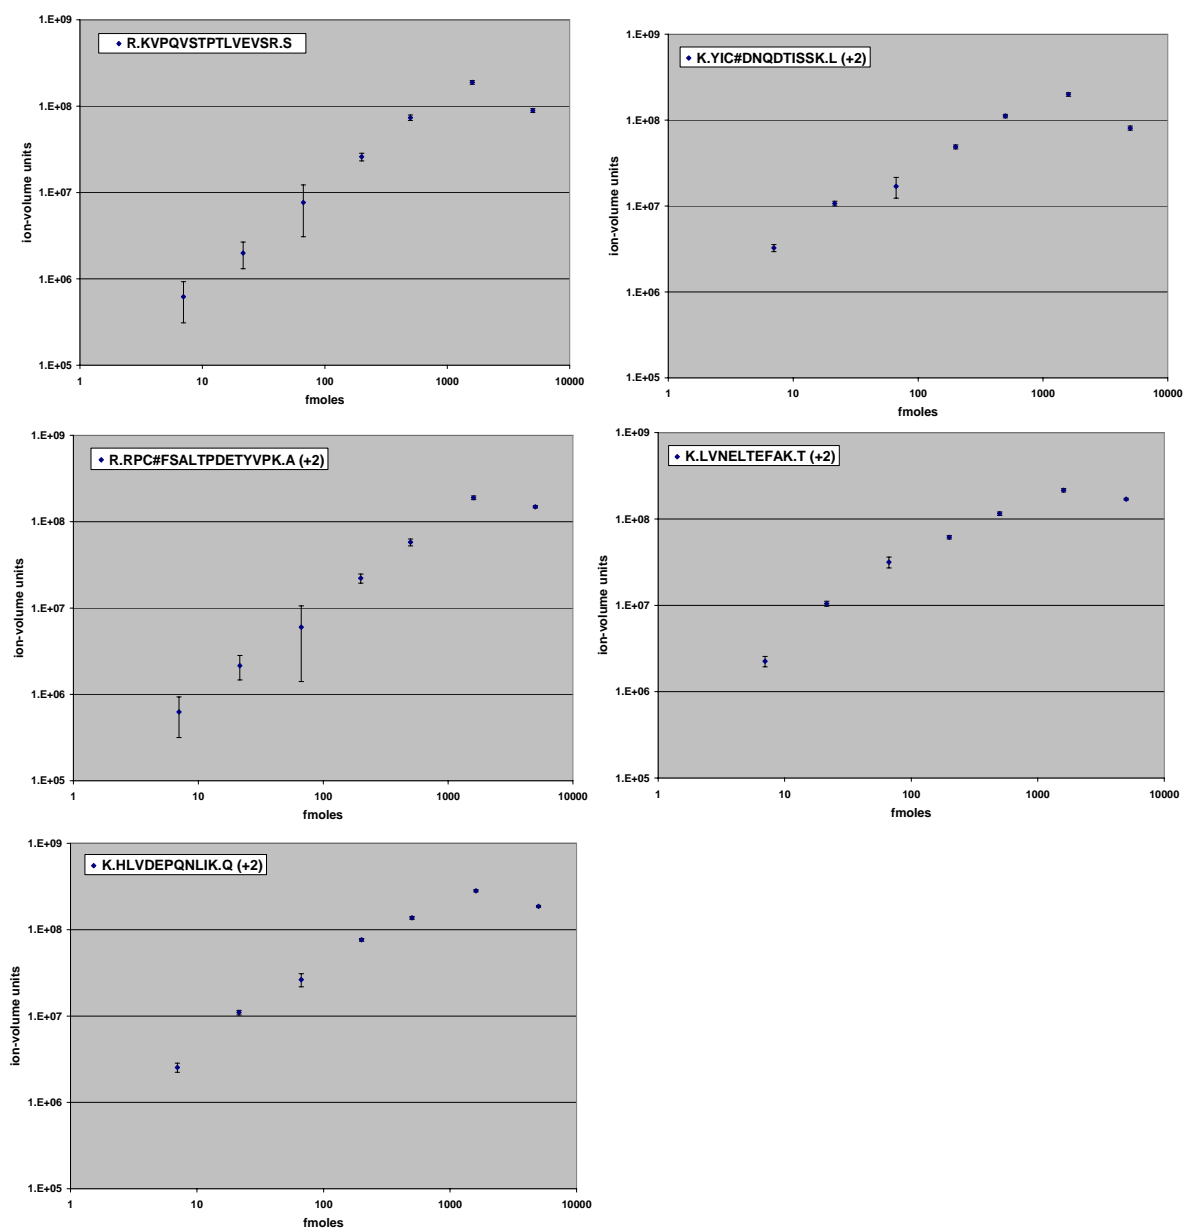 R.KVPQVSTPTLVEVSR.S
1.E+09
1.E+08
1.E+07
1.E+06
1.E+05
ion-volume units
1
10
100
1000
10000
fmoles
K.YIC#DNQDTISSK.L (+2)
1.E+09
1.E+08
1.E+07
1.E+06
1.E+05
ion-volume units
1
10
100
1000
10000
fmoles
R.RPC#FSALTPDETYVPK.A (+2)
1.E+09
1.E+08
1.E+07
1.E+06
1.E+05
ion-volume units
1
10
100
1000
10000
fmoles
K.LVNELTEFAK.T (+2)
1.E+09
1.E+08
1.E+07
1.E+06
1.E+05
ion-volume units
1
10
100
1000
10000
fmoles
K.HLVDEPQNLIK.Q (+2)
1.E+09
1.E+08
1.E+07
1.E+06
1.E+05
ion-volume units
1
10
100
1000
10000
fmoles